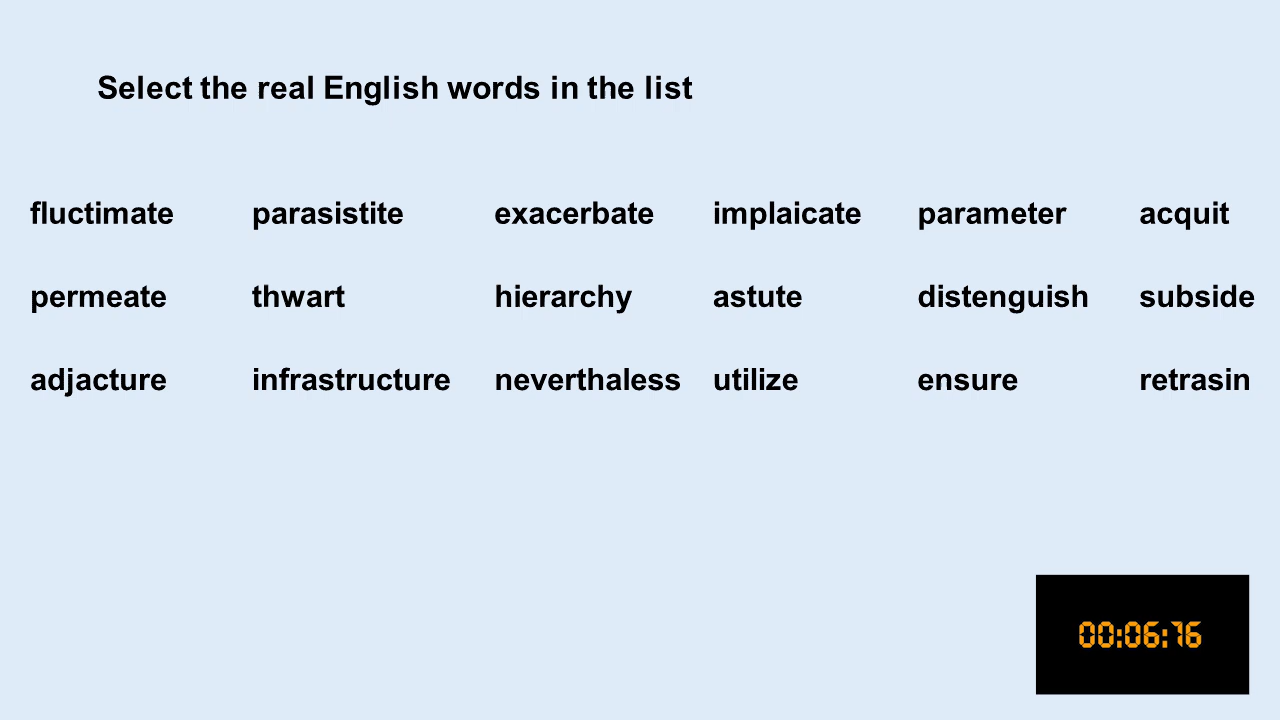 Select the real English words in the list
fluctimate parasistite exacerbate implaicate parameter acquit
permeate thwart hierarchy astute distenguish subside
adjacture infrastructure neverthaless utilize ensure retrasin
00:06:76